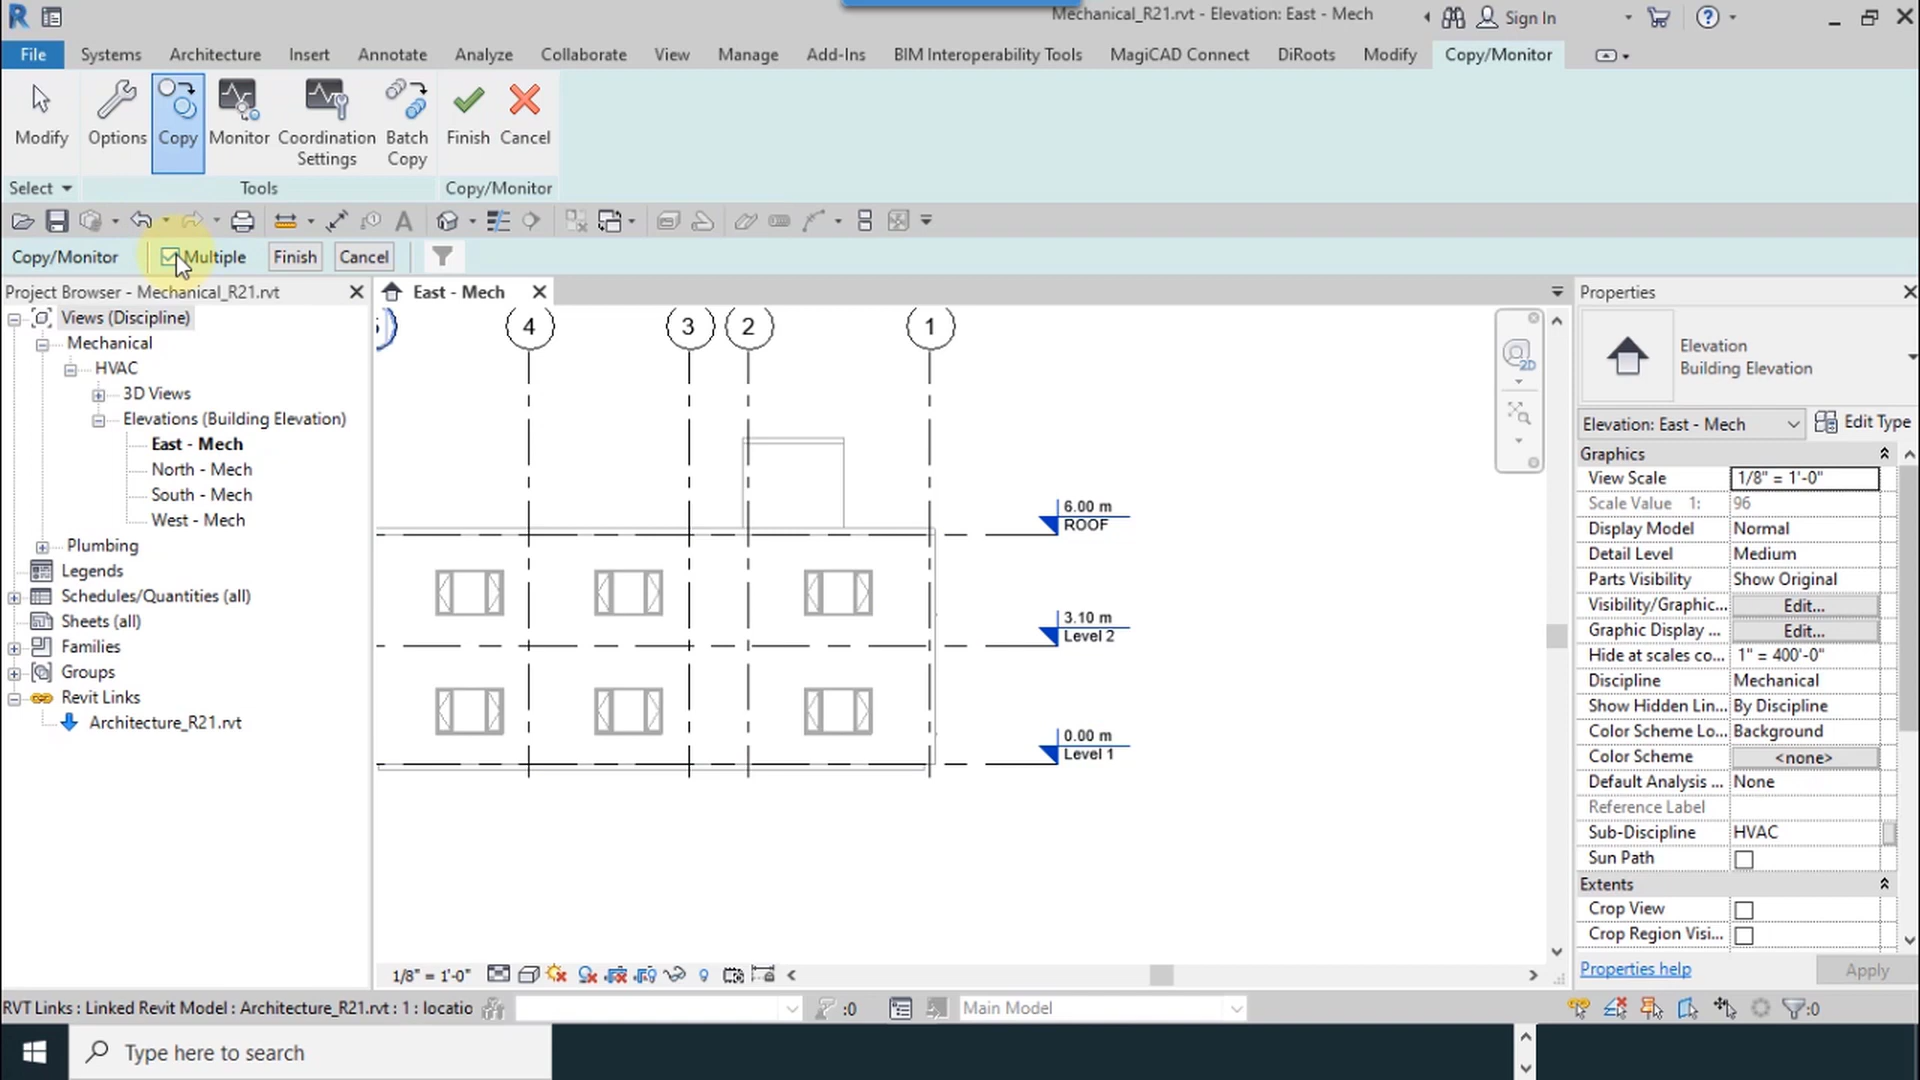 Mechanical_R21.rvt - Elevation: East - Mech
Sign In
File Systems Architecture Insert Annotate Analyze Collaborate View Manage Add-Ins BIM Interoperability Tools MagiCAD Connect DiRoots Modify Copy/Monitor
Modify Options Copy Monitor Coordination Settings Batch Copy Finish Cancel
Select Tools Copy/Monitor
Copy/Monitor Multiple Finish Cancel
Project Browser - Mechanical_R21.rvt
East - Mech
Properties
Views (Discipline)
Mechanical
HVAC
3D Views
Elevations (Building Elevation)
East - Mech
North - Mech
South - Mech
West - Mech
Plumbing
Legends
Schedules/Quantities (all)
Sheets (all)
Families
Groups
Revit Links
Architecture_R21.rvt
4 3 2 1
2D
6.00 m
ROOF
3.10 m
Level 2
0.00 m
Level 1
Elevation
Building Elevation
Elevation: East - Mech Edit Type
Graphics
View Scale 1/8" = 1'-0"
Scale Value 1: 96
Display Model Normal
Detail Level Medium
Parts Visibility Show Original
Visibility/Graphic... Edit...
Graphic Display ... Edit...
Hide at scales co... 1" = 400'-0"
Discipline Mechanical
Show Hidden Lin... By Discipline
Color Scheme Lo... Background
Color Scheme <none>
Default Analysis ... None
Reference Label
Sub-Discipline HVAC
Sun Path
Extents
Crop View
Crop Region Visi...
Properties help Apply
1/8" = 1'-0"
RVT Links : Linked Revit Model : Architecture_R21.rvt : 1 : locatio
:0
Main Model
:0
Type here to search